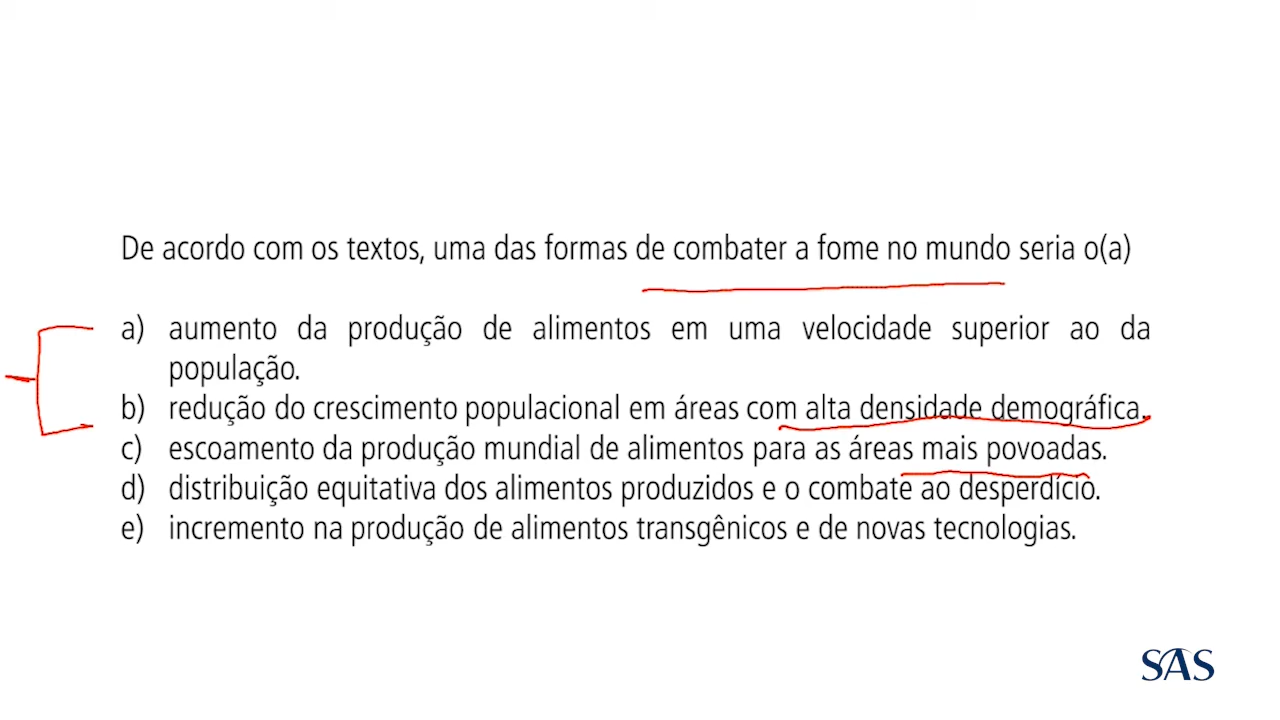 De acordo com os textos, uma das formas de combater a fome no mundo seria o(a)
a) aumento da produção de alimentos em uma velocidade superior ao da
população.
b) redução do crescimento populacional em áreas com alta densidade demográfica.
c) escoamento da produção mundial de alimentos para as áreas mais povoadas.
d) distribuição equitativa dos alimentos produzidos e o combate ao desperdício.
e) incremento na produção de alimentos transgênicos e de novas tecnologias.
SAS